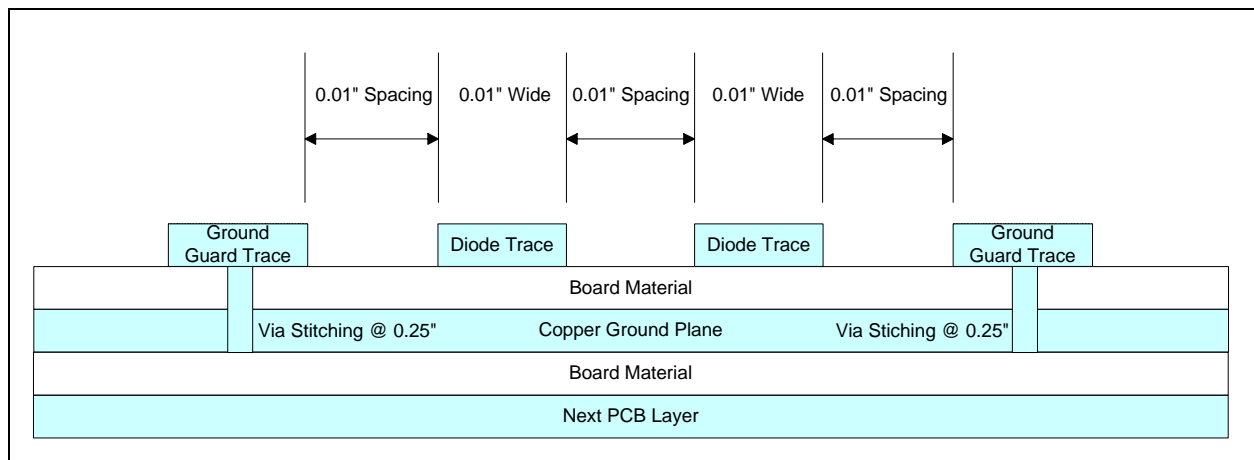 0.01" Spacing
0.01" Wide
0.01" Spacing
0.01" Wide
0.01" Spacing
Ground
Guard Trace
Diode Trace
Diode Trace
Ground
Guard Trace
Board Material
Via Stitching @ 0.25"
Copper Ground Plane
Via Stiching @ 0.25"
Board Material
Next PCB Layer